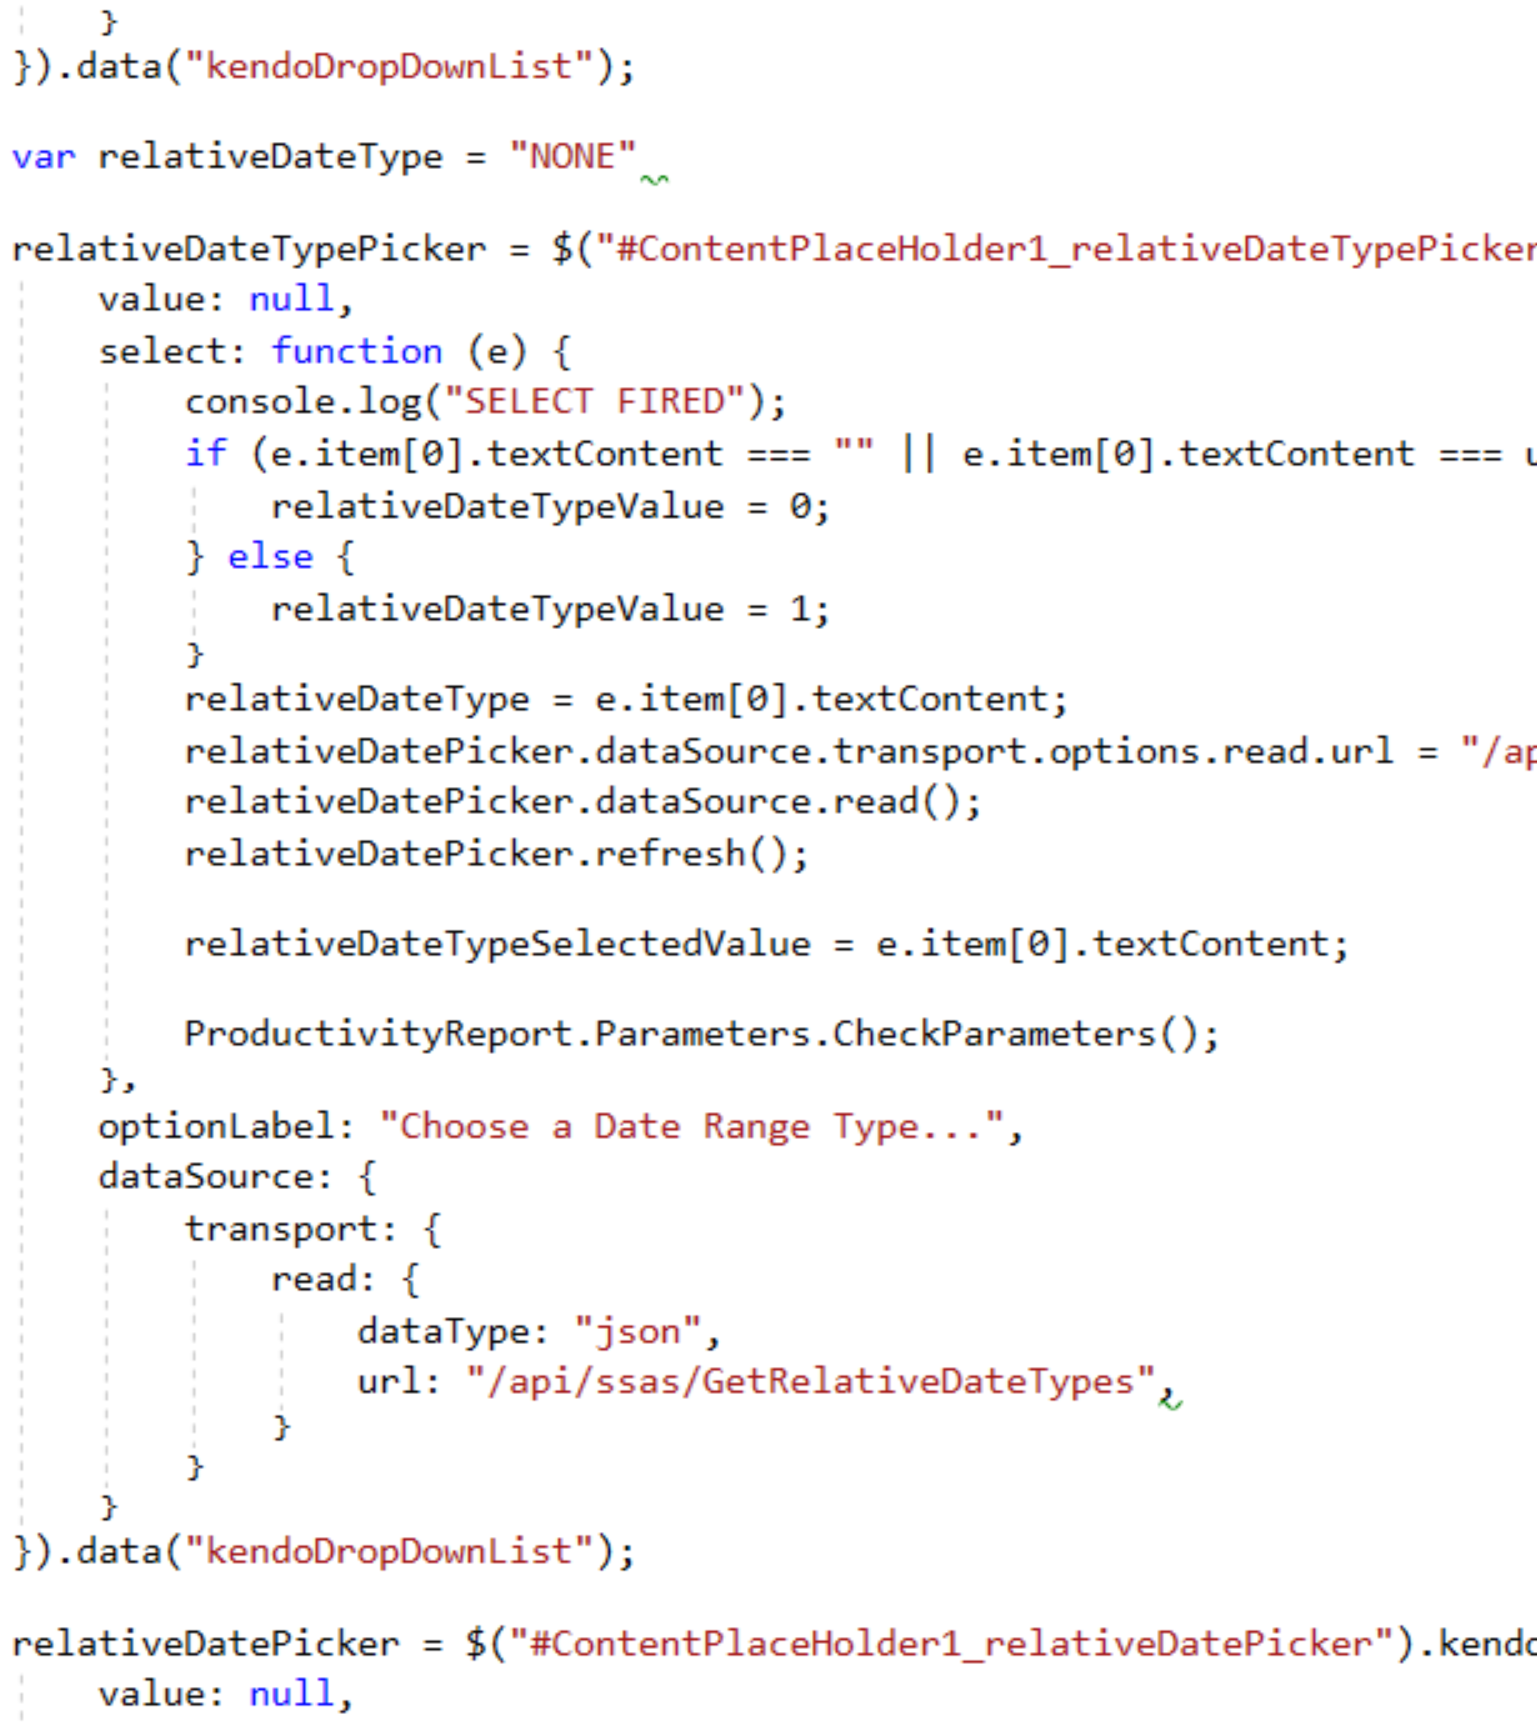 }
}).data("kendoDropDownList");
var relativeDateType = "NONE"
relativeDateTypePicker = $("#ContentPlaceHolder1_relativeDateTypePicker
value: null,
select: function (e) {
console.log("SELECT FIRED");
if (e.item[0].textContent === "" || e.item[0].textContent === u
relativeDateTypeValue = 0;
} else {
relativeDateTypeValue = 1;
}
relativeDateType = e.item[0].textContent;
relativeDatePicker.dataSource.transport.options.read.url = "/ap
relativeDatePicker.dataSource.read();
relativeDatePicker.refresh();
relativeDateTypeSelectedValue = e.item[0].textContent;
ProductivityReport.Parameters.CheckParameters();
},
optionLabel: "Choose a Date Range Type...",
dataSource: {
transport: {
read: {
dataType: "json",
url: "/api/ssas/GetRelativeDateTypes",
}
}
}
}).data("kendoDropDownList");
relativeDatePicker = $("#ContentPlaceHolder1_relativeDatePicker").kendo
value: null,